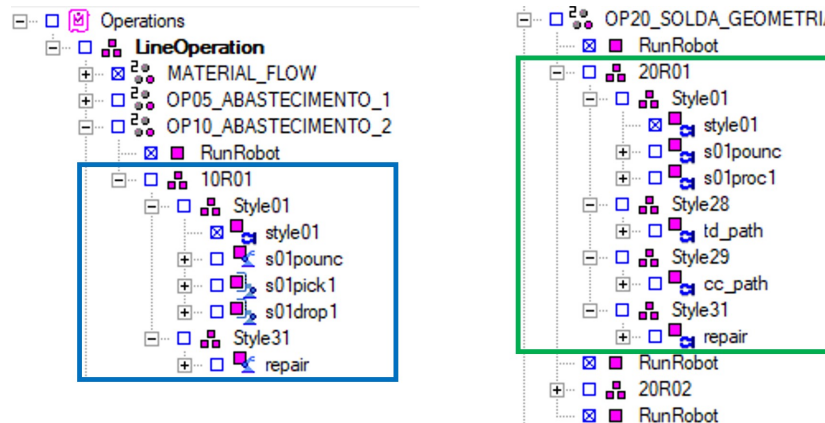 Operations
LineOperation
MATERIAL_FLOW
OP05_ABASTECIMENTO_1
OP10_ABASTECIMENTO_2
RunRobot
10R01
Style01
style01
s01pounc
s01pick1
s01drop1
Style31
repair
OP20_SOLDA_GEOMETRI
RunRobot
20R01
Style01
style01
s01pounc
s01proc1
Style28
td_path
Style29
cc_path
Style31
repair
RunRobot
20R02
RunRobot